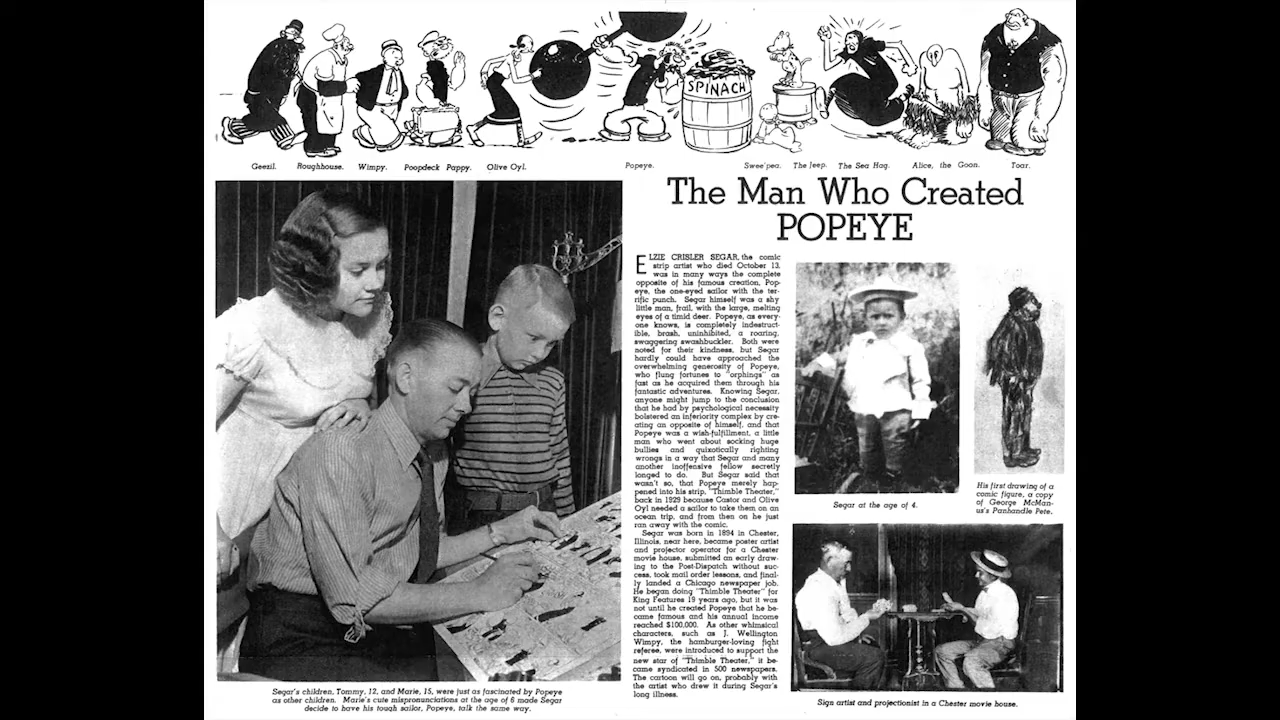 SPINACH
Geezil. Roughhouse. Wimpy. Poopdeck Pappy. Olive Oyl. Popeye. Swee'pea. The Jeep. The Sea Hag. Alice, the Goon. Toar.
The Man Who Created
POPEYE
ELZIE CRISLER SEGAR, the comic
strip artist who died October 13,
was in many ways the complete
opposite of his famous creation, Pop-
eye, the one-eyed sailor with the ter-
rific punch. Segar himself was a shy
little man, frail, with the large, melting
eyes of a timid deer. Popeye, as every-
one knows, is completely indestruct-
ible, brash, uninhibited, a roaring,
swaggering swashbuckler. Both were
noted for their kindness, but Segar
hardly could have approached the
overwhelming generosity of Popeye,
who flung fortunes to "orphings" as
fast as he acquired them through his
fantastic adventures. Knowing Segar,
anyone might jump to the conclusion
that he had by psychological necessity
bolstered an inferiority complex by cre-
ating an opposite of himself, and that
Popeye was a wish-fulfillment, a little
man who went about socking huge
bullies and quixotically righting
wrongs in a way that Segar and many
another inoffensive fellow secretly
longed to do. But Segar said that
wasn't so, that Popeye merely hap-
pened into his strip, "Thimble Theater,"
back in 1929 because Castor and Olive
Oyl needed a sailor to take them on an
ocean trip, and from then on he just
ran away with the comic.
Segar was born in 1894 in Chester,
Illinois, near here, became poster artist
and projector operator for a Chester
movie house, submitted an early draw-
ing to the Post-Dispatch without suc-
cess, took mail order lessons, and final-
ly landed a Chicago newspaper job.
He began doing "Thimble Theater" for
King Features 19 years ago, but it was
not until he created Popeye that he be-
came famous and his annual income
reached $100,000. As other whimsical
characters, such as J. Wellington
Wimpy, the hamburger-loving fight
referee, were introduced to support the
new star of "Thimble Theater," it be-
came syndicated in 500 newspapers.
The cartoon will go on, probably with
the artist who drew it during Segar's
long illness.
Segar at the age of 4.
His first drawing of a
comic figure, a copy
of George McMan-
us's Panhandle Pete.
Segar's children, Tommy, 12, and Marie, 15, were just as fascinated by Popeye
as other children. Marie's cute mispronunciations at the age of 6 made Segar
decide to have his tough sailor, Popeye, talk the same way.
Sign artist and projectionist in a Chester movie house.